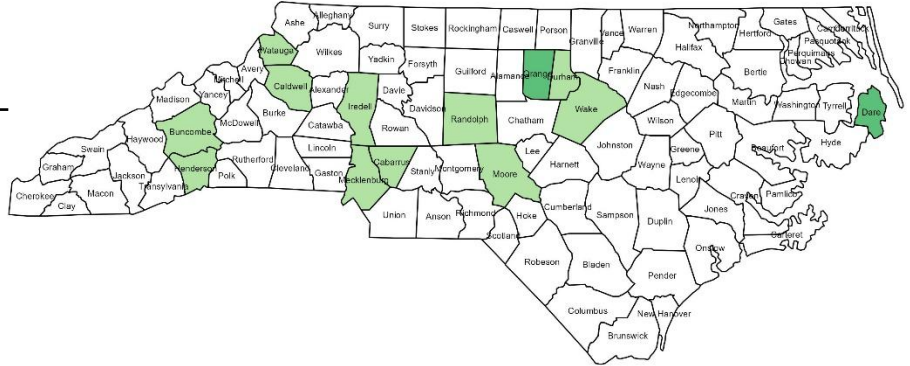 Ashe
Alleghany
Surry
Stokes
Rockingham
Caswell
Person
Granville
Vance
Warren
Northampton
Halifax
Hertford
Gates
Pasquotank
Perquimans
Chowan
Watauga
Wilkes
Yadkin
Forsyth
Guilford
Alamance
Orange
Durham
Franklin
Nash
Edgecombe
Bertie
Martin
Washington
Tyrrell
Dare
Mitchell
Avery
Caldwell
Alexander
Iredell
Davie
Davidson
Randolph
Chatham
Wake
Wilson
Pitt
Beaufort
Hyde
Madison
Yancey
McDowell
Burke
Catawba
Rowan
Johnston
Greene
Buncombe
Haywood
Swain
Graham
Cherokee
Clay
Macon
Jackson
Transylvania
Henderson
Polk
Rutherford
Cleveland
Lincoln
Gaston
Mecklenburg
Cabarrus
Stanly
Montgomery
Moore
Lee
Harnett
Wayne
Lenoir
Craven
Pamlico
Jones
Carteret
Union
Anson
Richmond
Scotland
Hoke
Cumberland
Sampson
Duplin
Onslow
Robeson
Bladen
Pender
Columbus
New Hanover
Brunswick